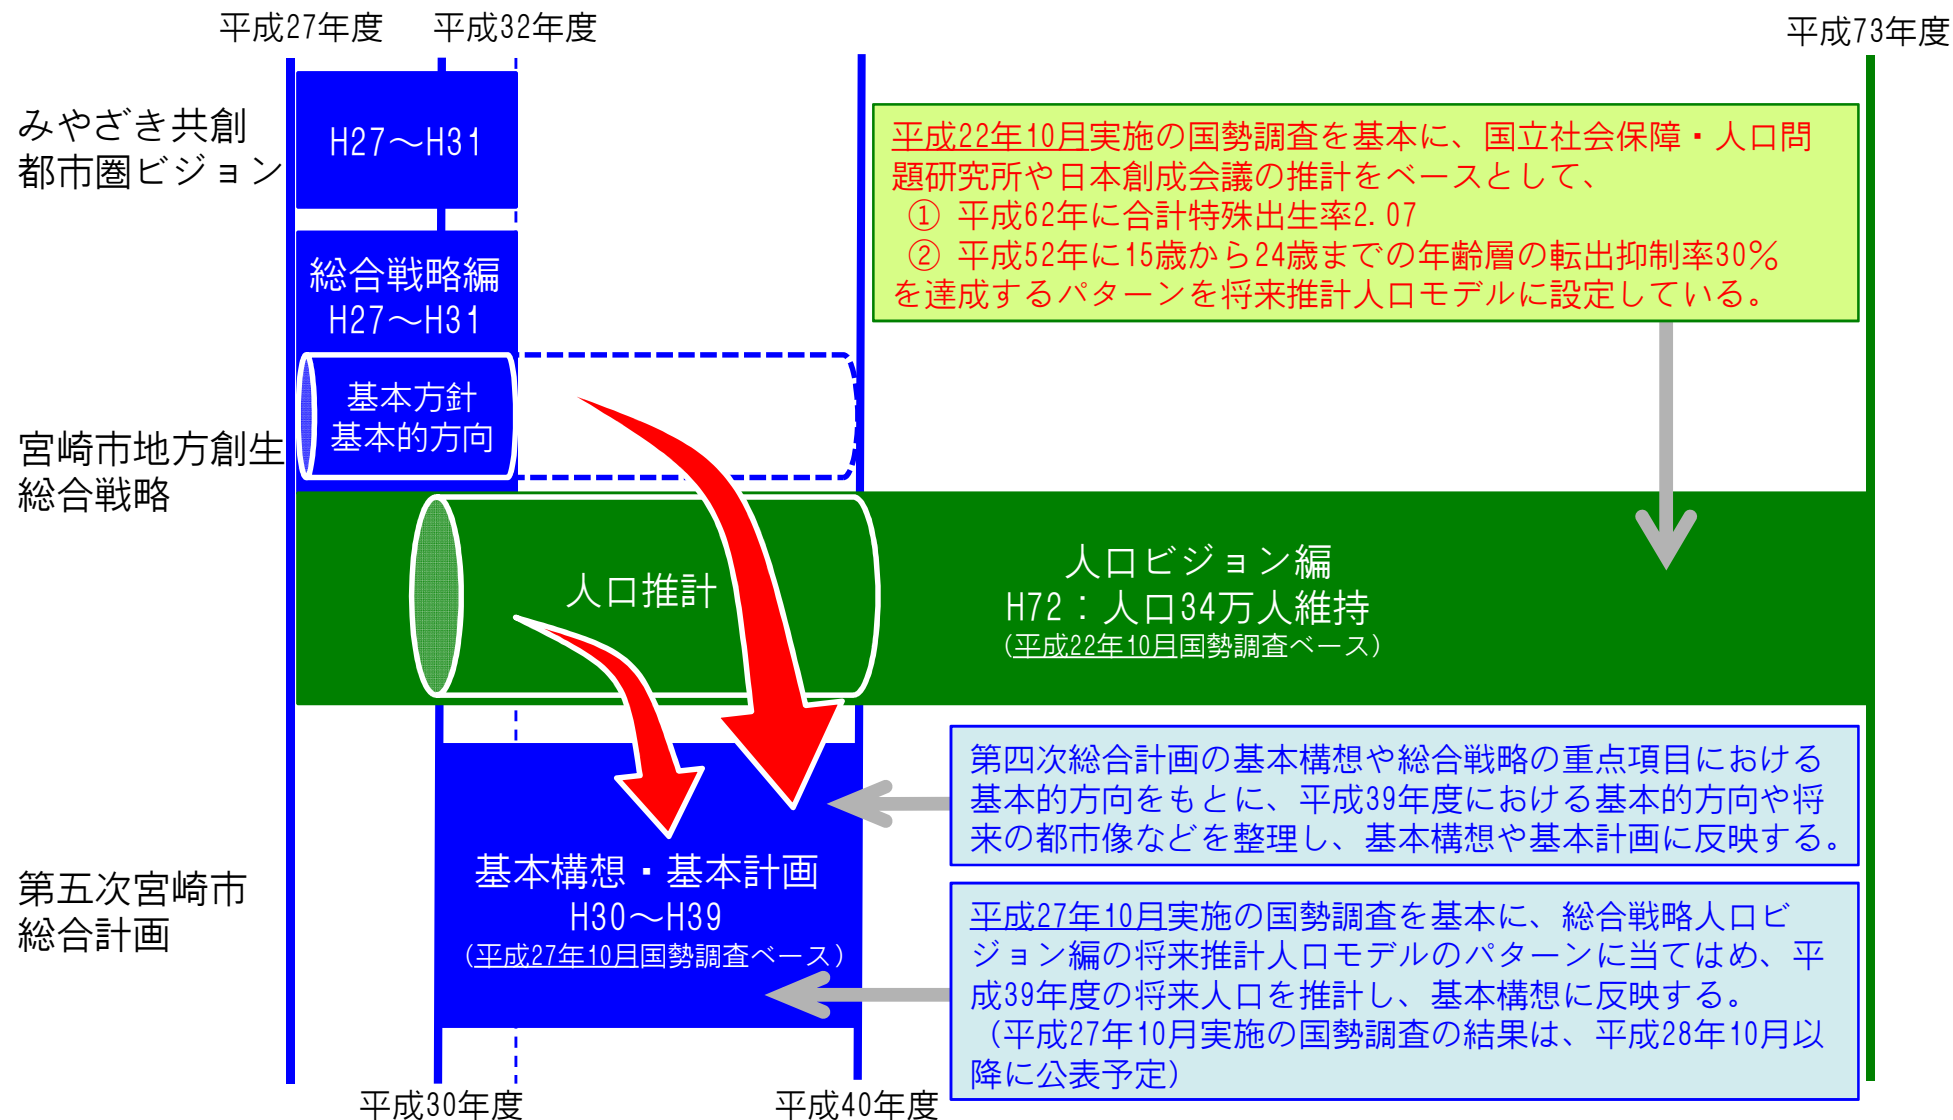 平成27年度
平成32年度
平成73年度
みやざき共創
都市圏ビジョン
H27～H31
平成22年10月実施の国勢調査を基本に、国立社会保障・人口問
題研究所や日本創成会議の推計をベースとして、
① 平成62年に合計特殊出生率2.07
② 平成52年に15歳から24歳までの年齢層の転出抑制率30％
を達成するパターンを将来推計人口モデルに設定している。
総合戦略編
H27～H31
基本方針
基本的方向
宮崎市地方創生
総合戦略
人口推計
人口ビジョン編
H72：人口34万人維持
(平成22年10月国勢調査ベース)
第四次総合計画の基本構想や総合戦略の重点項目における
基本的方向をもとに、平成39年度における基本的方向や将
来の都市像などを整理し、基本構想や基本計画に反映する。
第五次宮崎市
総合計画
基本構想・基本計画
H30～H39
(平成27年10月国勢調査ベース)
平成27年10月実施の国勢調査を基本に、総合戦略人口ビ
ジョン編の将来推計人口モデルのパターンに当てはめ、平
成39年度の将来人口を推計し、基本構想に反映する。
（平成27年10月実施の国勢調査の結果は、平成28年10月以
降に公表予定）
平成30年度
平成40年度